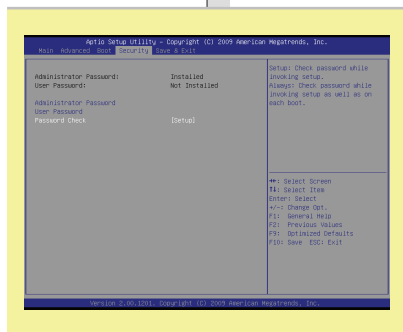 Aptio Setup Utility – Copyright (C) 2009 American Megatrends, Inc.
Main Advanced Boot Security Save & Exit
Administrator Password: Installed
User Password: Not Installed
Administrator Password
User Password
Password Check [Setup]
Setup: Check password while
invoking setup.
Always: Check password while
invoking setup as well as on
each boot.
→←: Select Screen
↑↓: Select Item
Enter: Select
+/-: Change Opt.
F1: General Help
F2: Previous Values
F9: Optimized Defaults
F10: Save ESC: Exit
Version 2.00.1201. Copyright (C) 2009 American Megatrends, Inc.